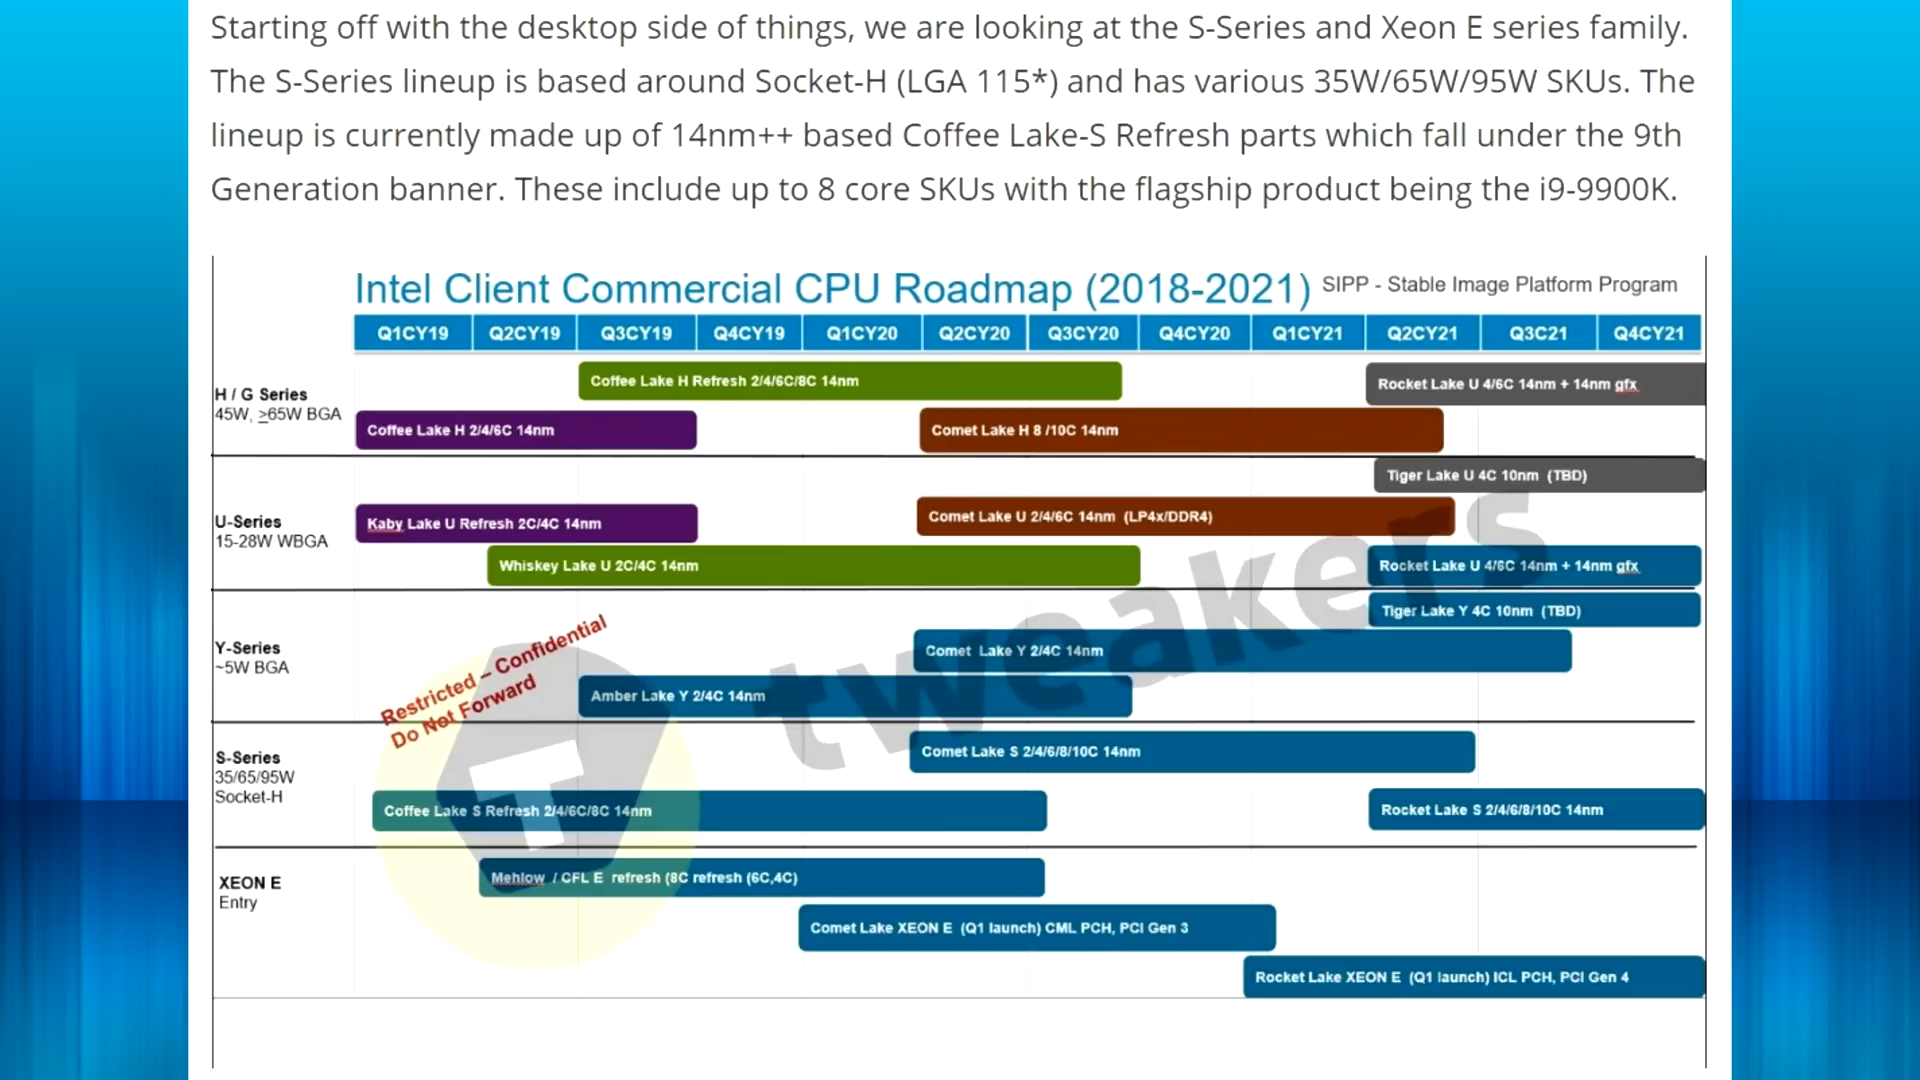 Starting off with the desktop side of things, we are looking at the S-Series and Xeon E series family.
The S-Series lineup is based around Socket-H (LGA 115*) and has various 35W/65W/95W SKUs. The
lineup is currently made up of 14nm++ based Coffee Lake-S Refresh parts which fall under the 9th
Generation banner. These include up to 8 core SKUs with the flagship product being the i9-9900K.
Intel Client Commercial CPU Roadmap (2018-2021) SIPP - Stable Image Platform Program
Q1CY19 Q2CY19 Q3CY19 Q4CY19 Q1CY20 Q2CY20 Q3CY20 Q4CY20 Q1CY21 Q2CY21 Q3C21 Q4CY21
H / G Series
45W, >65W BGA
Coffee Lake H Refresh 2/4/6C/8C 14nm
Rocket Lake U 4/6C 14nm + 14nm gfx
Coffee Lake H 2/4/6C 14nm
Comet Lake H 8 /10C 14nm
Tiger Lake U 4C 10nm (TBD)
U-Series
15-28W WBGA
Kaby Lake U Refresh 2C/4C 14nm
Comet Lake U 2/4/6C 14nm (LP4x/DDR4)
Whiskey Lake U 2C/4C 14nm
Rocket Lake U 4/6C 14nm + 14nm gfx
Tiger Lake Y 4C 10nm (TBD)
Y-Series
~5W BGA
Comet Lake Y 2/4C 14nm
Amber Lake Y 2/4C 14nm
Restricted – Confidential
Do Not Forward
tweakers
S-Series
35/65/95W
Socket-H
Comet Lake S 2/4/6/8/10C 14nm
Coffee Lake S Refresh 2/4/6C/8C 14nm
Rocket Lake S 2/4/6/8/10C 14nm
XEON E
Entry
Mehlow / CFL E refresh (8C refresh (6C,4C)
Comet Lake XEON E (Q1 launch) CML PCH, PCI Gen 3
Rocket Lake XEON E (Q1 launch) ICL PCH, PCI Gen 4